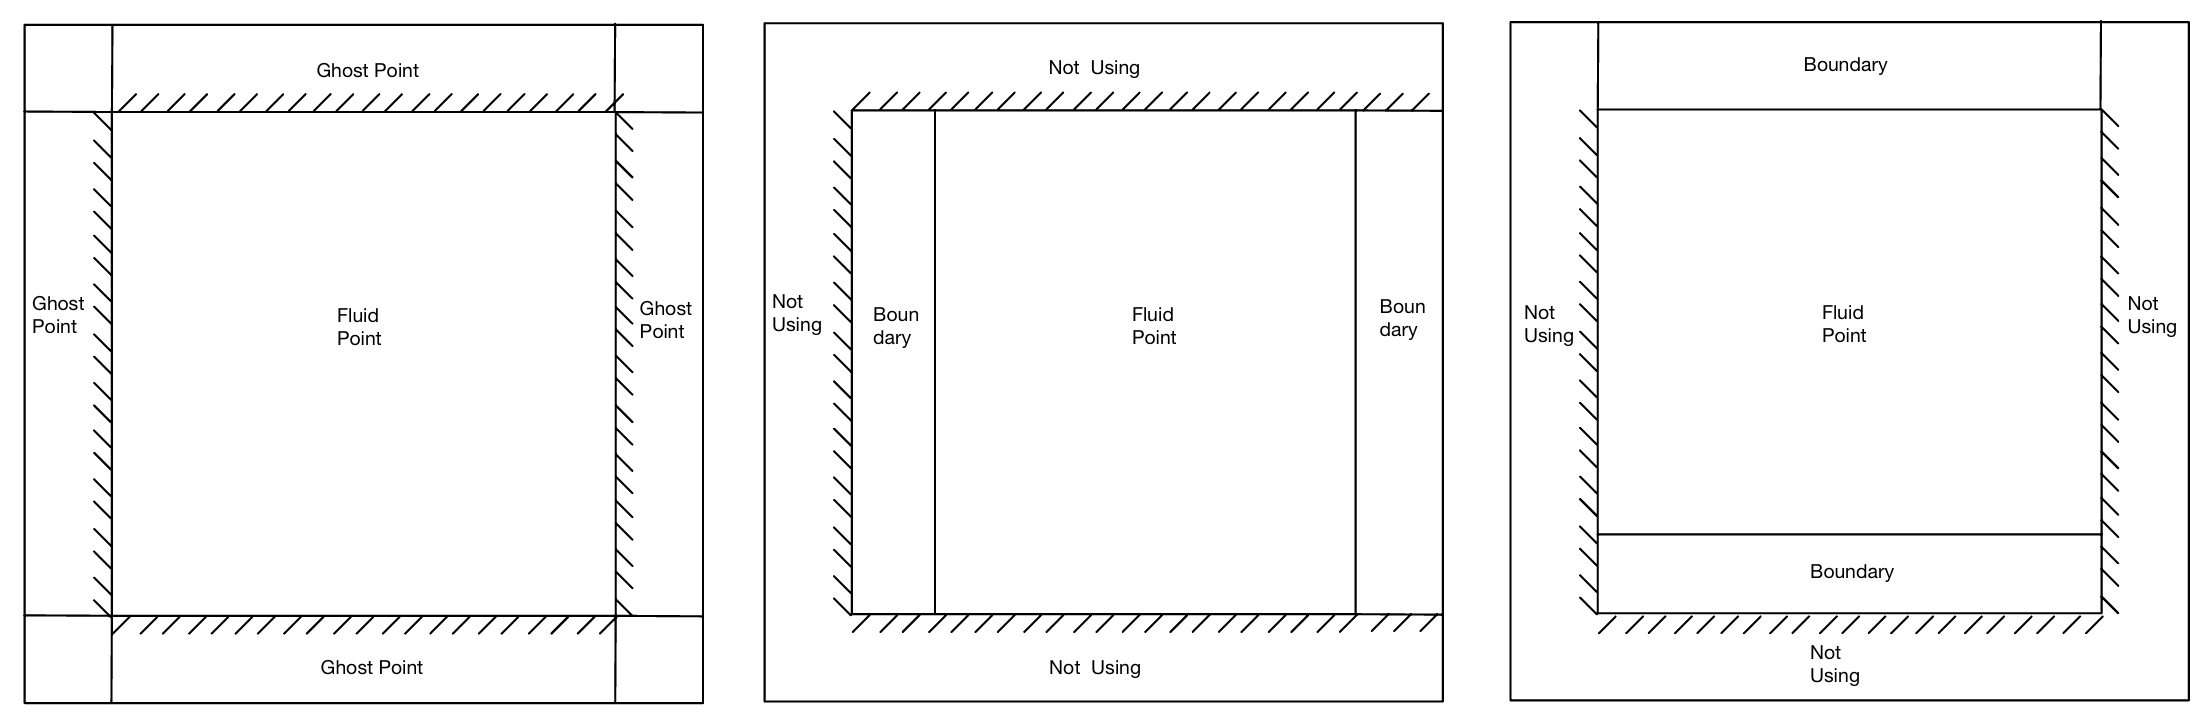 Ghost Point
Ghost
Point
Fluid
Point
Ghost
Point
Ghost Point
Not Using
Not
Using
Boun
dary
Fluid
Point
Boun
dary
Not Using
Boundary
Not
Using
Fluid
Point
Not
Using
Boundary
Not
Using